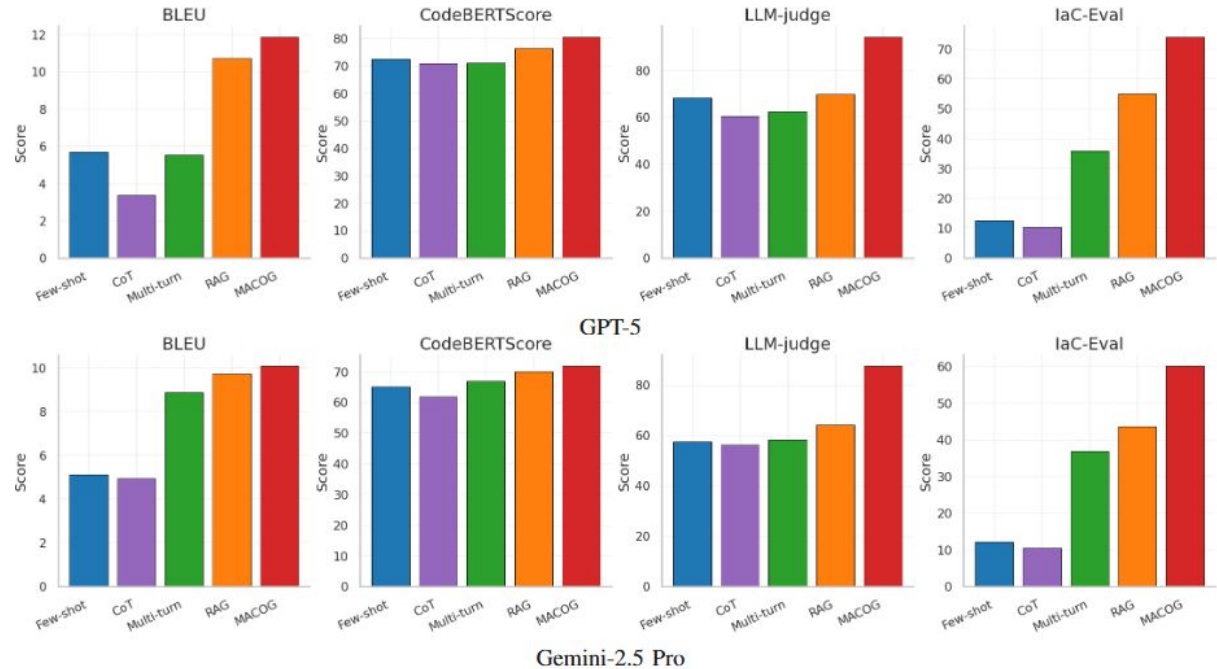 BLEU
Score
12
10
8
6
4
2
0
Few-shot
CoT
Multi-turn
RAG
MACOG
CodeBERTScore
Score
80
70
60
50
40
30
20
10
0
Few-shot
CoT
Multi-turn
RAG
MACOG
LLM-judge
Score
80
60
40
20
0
Few-shot
CoT
Multi-turn
RAG
MACOG
IaC-Eval
Score
70
60
50
40
30
20
10
0
Few-shot
CoT
Multi-turn
RAG
MACOG
GPT-5
BLEU
Score
10
8
6
4
2
0
Few-shot
CoT
Multi-turn
RAG
MACOG
CodeBERTScore
Score
70
60
50
40
30
20
10
0
Few-shot
CoT
Multi-turn
RAG
MACOG
LLM-judge
Score
80
60
40
20
0
Few-shot
CoT
Multi-turn
RAG
MACOG
IaC-Eval
Score
60
50
40
30
20
10
0
Few-shot
CoT
Multi-turn
RAG
MACOG
Gemini-2.5 Pro